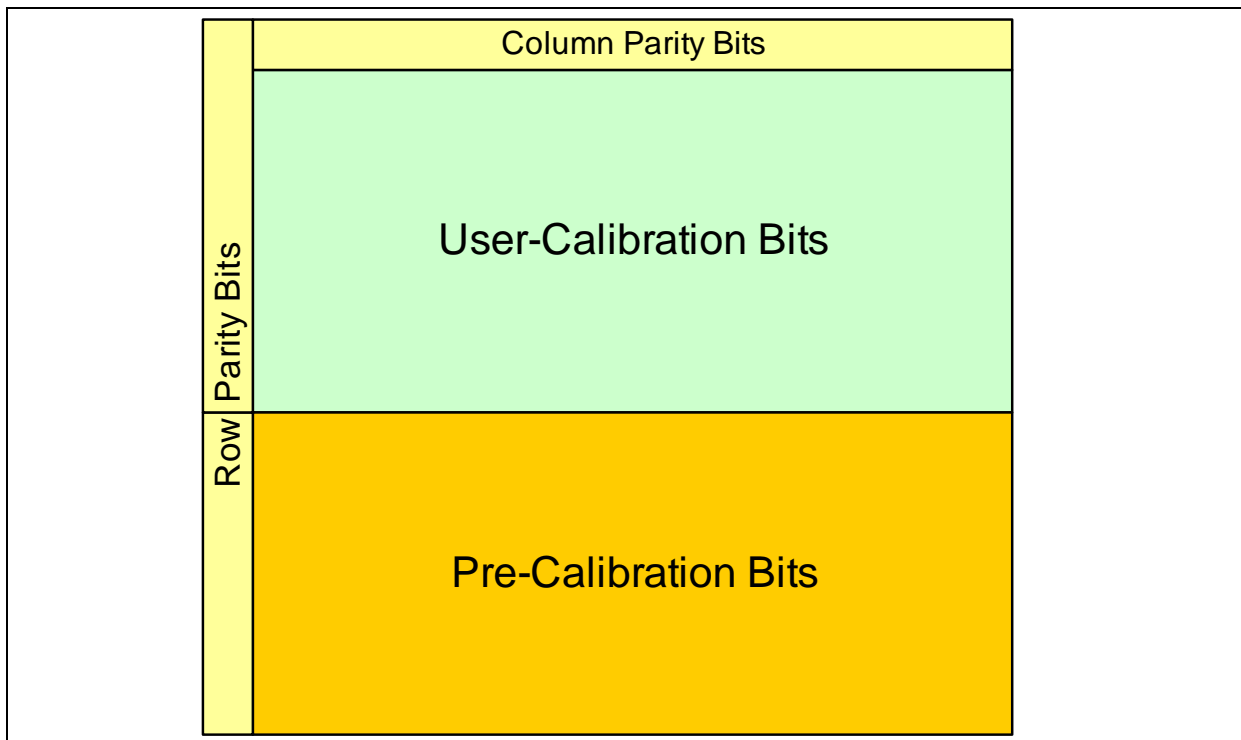 Column Parity Bits
User-Calibration Bits
Row Parity Bits
Pre-Calibration Bits